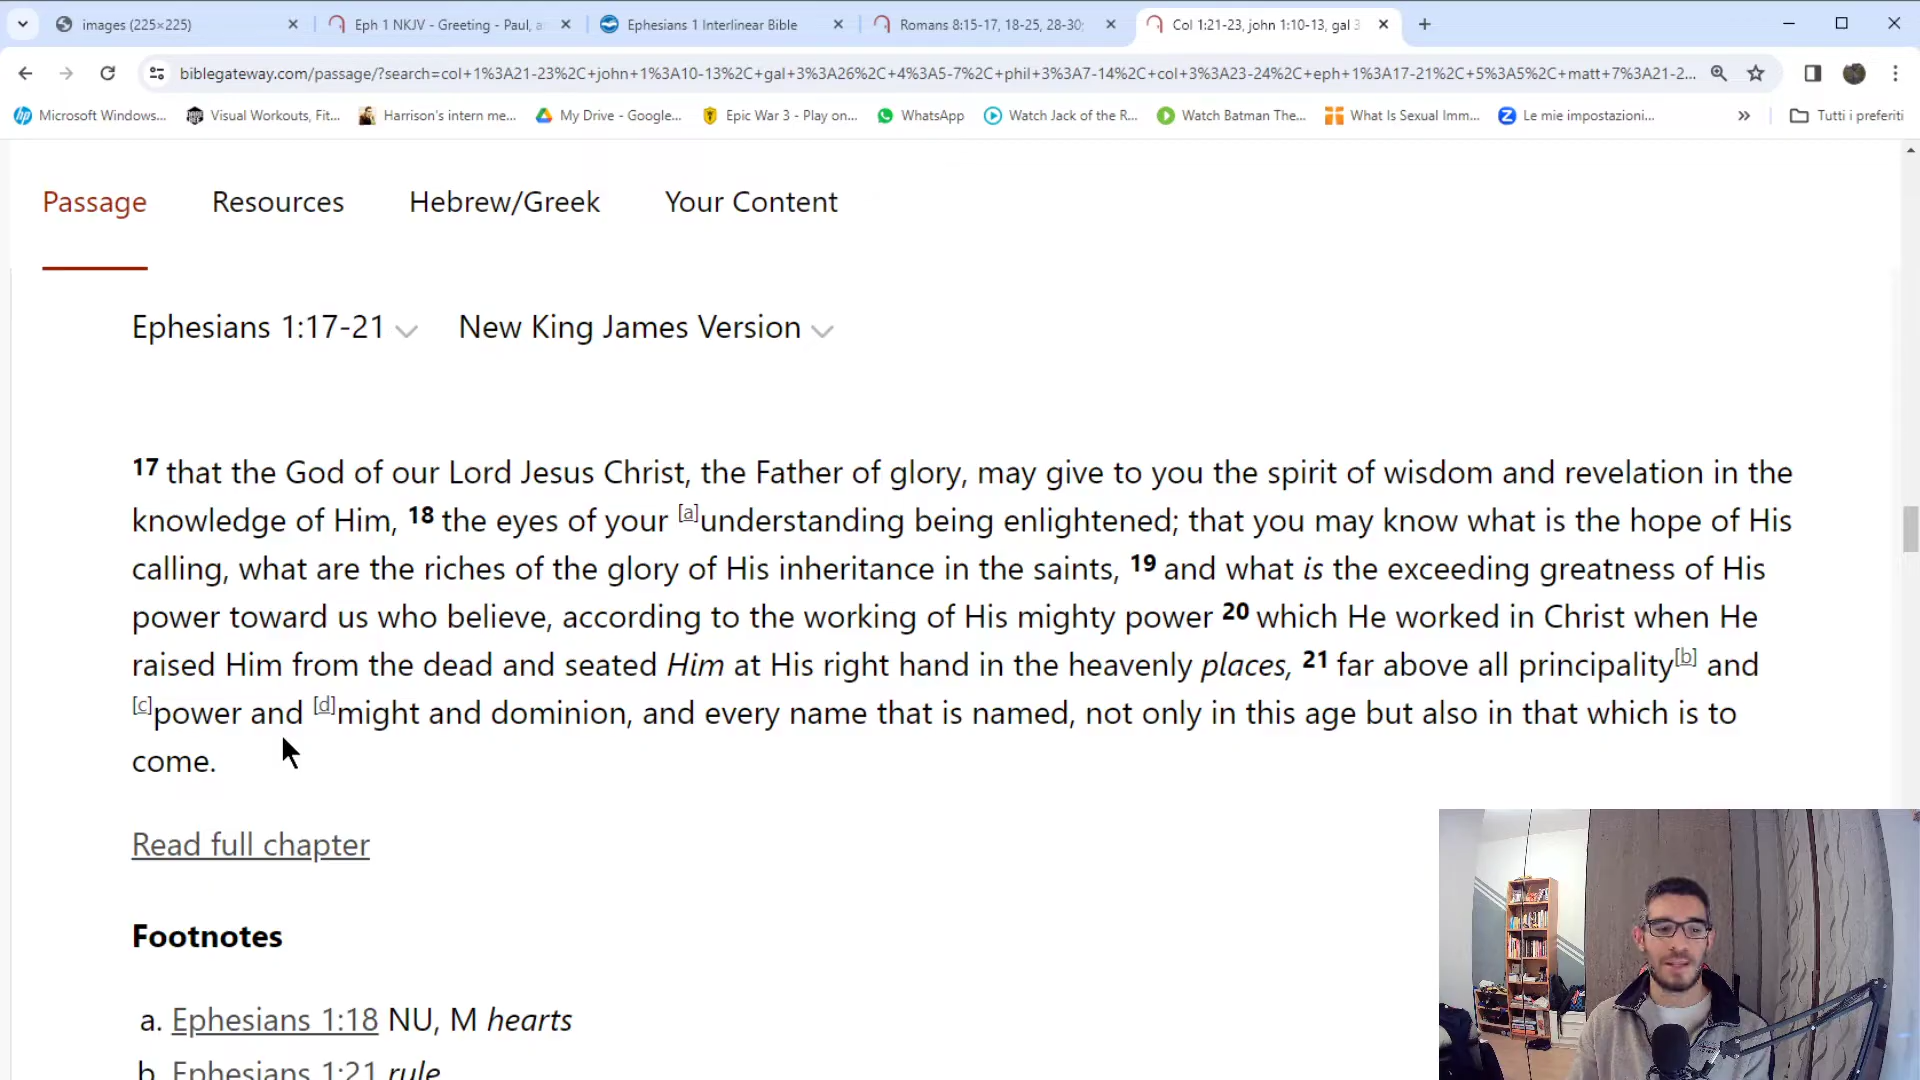 images (225×225)
Eph 1 NKJV - Greeting - Paul, an
Ephesians 1 Interlinear Bible
Romans 8:15-17, 18-25, 28-30;
Col 1:21-23, john 1:10-13, gal 3
biblegateway.com/passage/?search=col+1%3A21-23%2C+john+1%3A10-13%2C+gal+3%3A26%2C+4%3A5-7%2C+phil+3%3A7-14%2C+col+3%3A23-24%2C+eph+1%3A17-21%2C+5%3A5%2C+matt+7%3A21-2...
Microsoft Windows...
Visual Workouts, Fit...
Harrison's intern me...
My Drive - Google...
Epic War 3 - Play on...
WhatsApp
Watch Jack of the R...
Watch Batman The...
What Is Sexual Imm...
Le mie impostazioni...
Tutti i preferiti
Passage Resources Hebrew/Greek Your Content
Ephesians 1:17-21 New King James Version
17 that the God of our Lord Jesus Christ, the Father of glory, may give to you the spirit of wisdom and revelation in the
knowledge of Him, 18 the eyes of your [a]understanding being enlightened; that you may know what is the hope of His
calling, what are the riches of the glory of His inheritance in the saints, 19 and what is the exceeding greatness of His
power toward us who believe, according to the working of His mighty power 20 which He worked in Christ when He
raised Him from the dead and seated Him at His right hand in the heavenly places, 21 far above all principality[b] and
[c]power and [d]might and dominion, and every name that is named, not only in this age but also in that which is to
come.
Read full chapter
Footnotes
a. Ephesians 1:18 NU, M hearts
b. Ephesians 1:21 rule